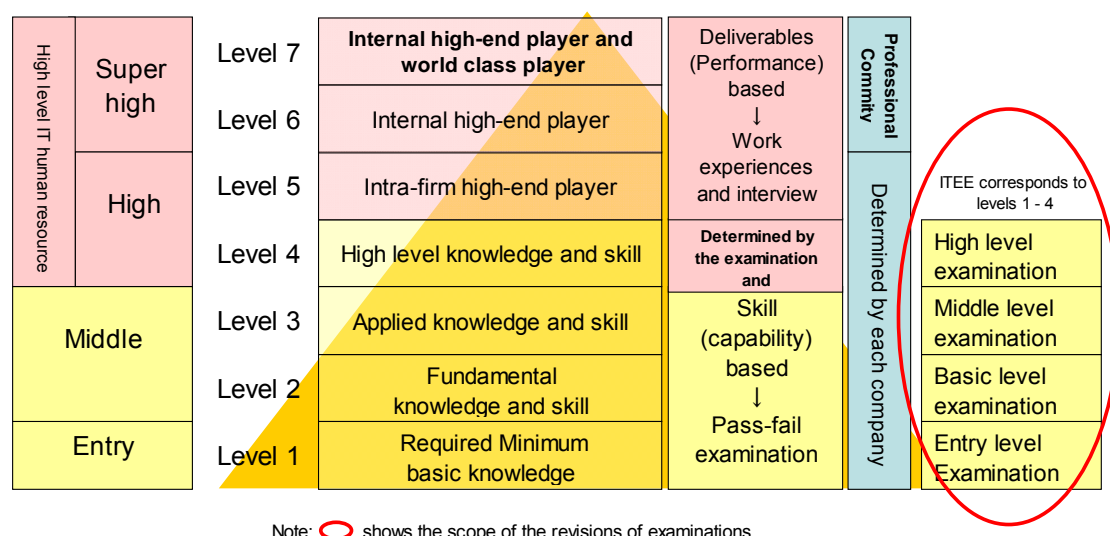 High level IT human resource
Super
high
High
Middle
Entry
Level 7
Level 6
Level 5
Level 4
Level 3
Level 2
Level 1
Internal high-end player and
world class player
Internal high-end player
Intra-firm high-end player
High level knowledge and skill
Applied knowledge and skill
Fundamental
knowledge and skill
Required Minimum
basic knowledge
Deliverables
(Performance)
based
↓
Work
experiences
and interview
Determined by
the examination
and
Skill
(capability)
based
↓
Pass-fail
examination
Professional
Commity
Determined by each company
ITEE corresponds to
levels 1 - 4
High level
examination
Middle level
examination
Basic level
examination
Entry level
Examination
Note: shows the scope of the revisions of examinations